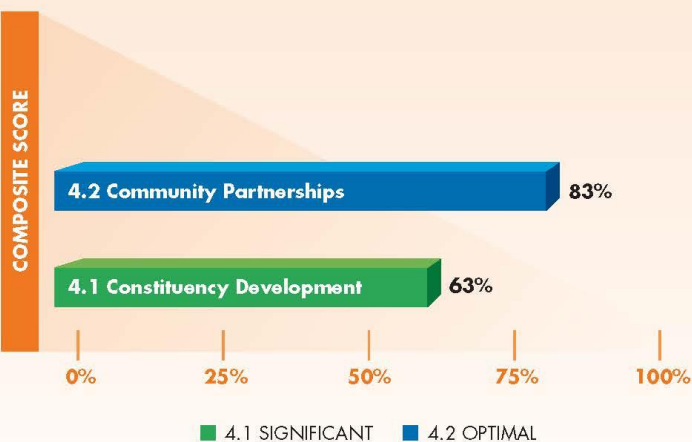 COMPOSITE SCORE
4.2 Community Partnerships 83%
4.1 Constituency Development 63%
0% 25% 50% 75% 100%
4.1 SIGNIFICANT 4.2 OPTIMAL